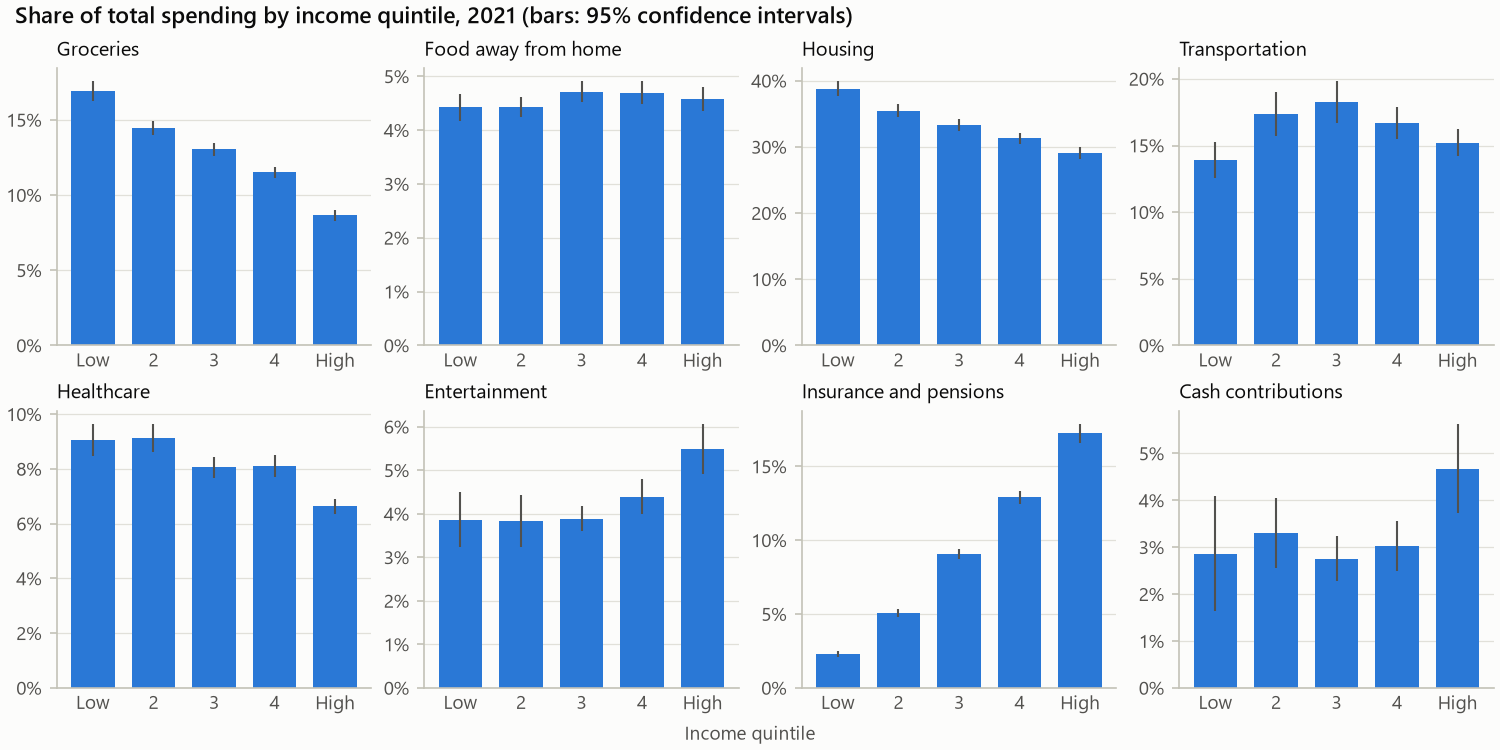 Share of total spending by income quintile, 2021 (bars: 95% confidence intervals)
Groceries
15%
10%
5%
0%
Low 2 3 4 High
Food away from home
5%
4%
3%
2%
1%
0%
Low 2 3 4 High
Housing
40%
30%
20%
10%
0%
Low 2 3 4 High
Transportation
20%
15%
10%
5%
0%
Low 2 3 4 High
Healthcare
10%
8%
6%
4%
2%
0%
Low 2 3 4 High
Entertainment
6%
5%
4%
3%
2%
1%
0%
Low 2 3 4 High
Insurance and pensions
15%
10%
5%
0%
Low 2 3 4 High
Cash contributions
5%
4%
3%
2%
1%
0%
Low 2 3 4 High
Income quintile